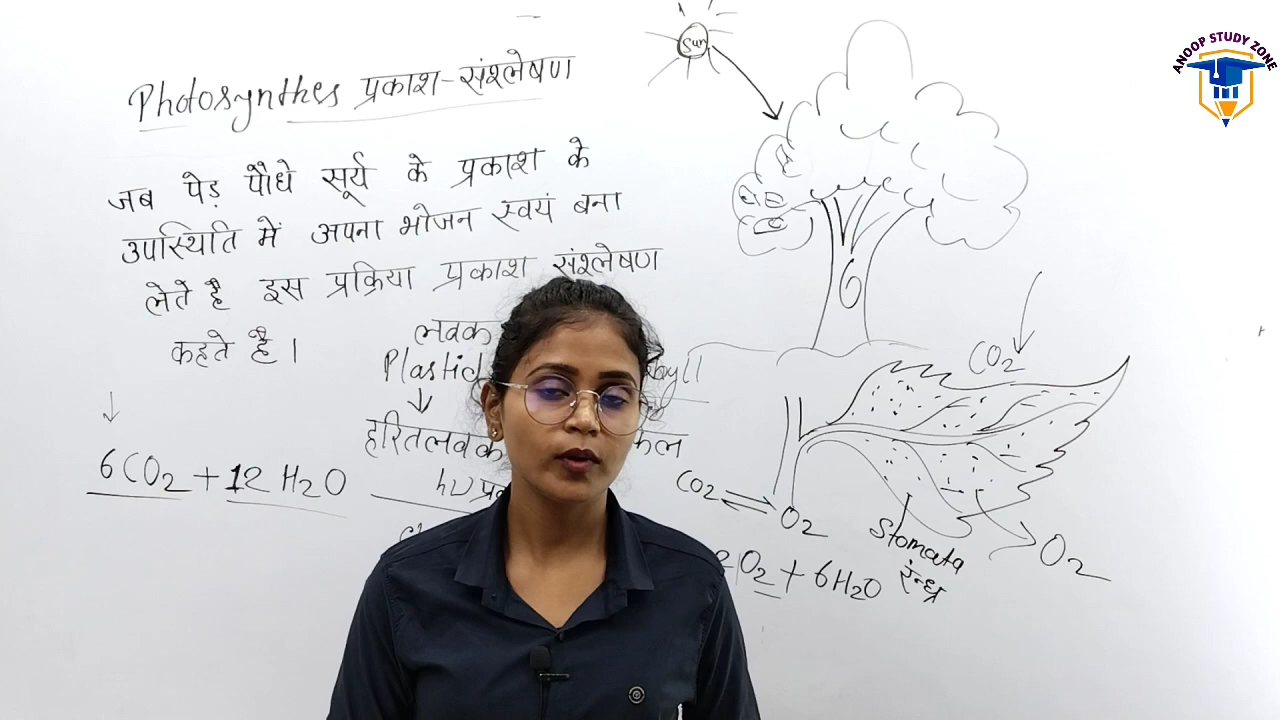 Photosynthes प्रकाश-संश्लेषण
जब पेड़ पौधे सूर्य के प्रकाश के
उपस्थिति में अपना भोजन स्वयं बना
लेते है इस प्रक्रिया प्रकाश संश्लेषण
कहते है।
लवक
Plastid
हरितलवक
6CO2 + 12 H2O
hν
Sun
CO2
CO2 ⇌ O2
Stomata
रंन्ध्र
O2
O2 + 6H2O
ANOOP STUDY ZONE